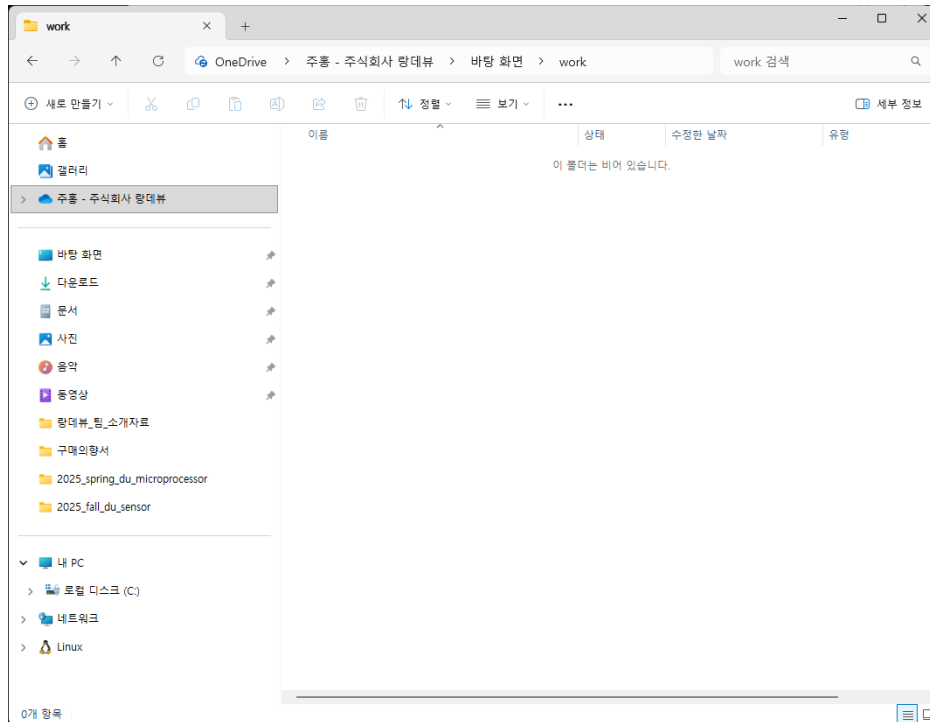 work
OneDrive > 주홍 - 주식회사 랑데뷰 > 바탕 화면 > work
work 검색
새로 만들기
정렬
보기
세부 정보
홈
갤러리
주홍 - 주식회사 랑데뷰
바탕 화면
다운로드
문서
사진
음악
동영상
랑데뷰_팀_소개자료
구매의향서
2025_spring_du_microprocessor
2025_fall_du_sensor
내 PC
로컬 디스크 (C:)
네트워크
Linux
이름 상태 수정한 날짜 유형
이 폴더는 비어 있습니다.
0개 항목